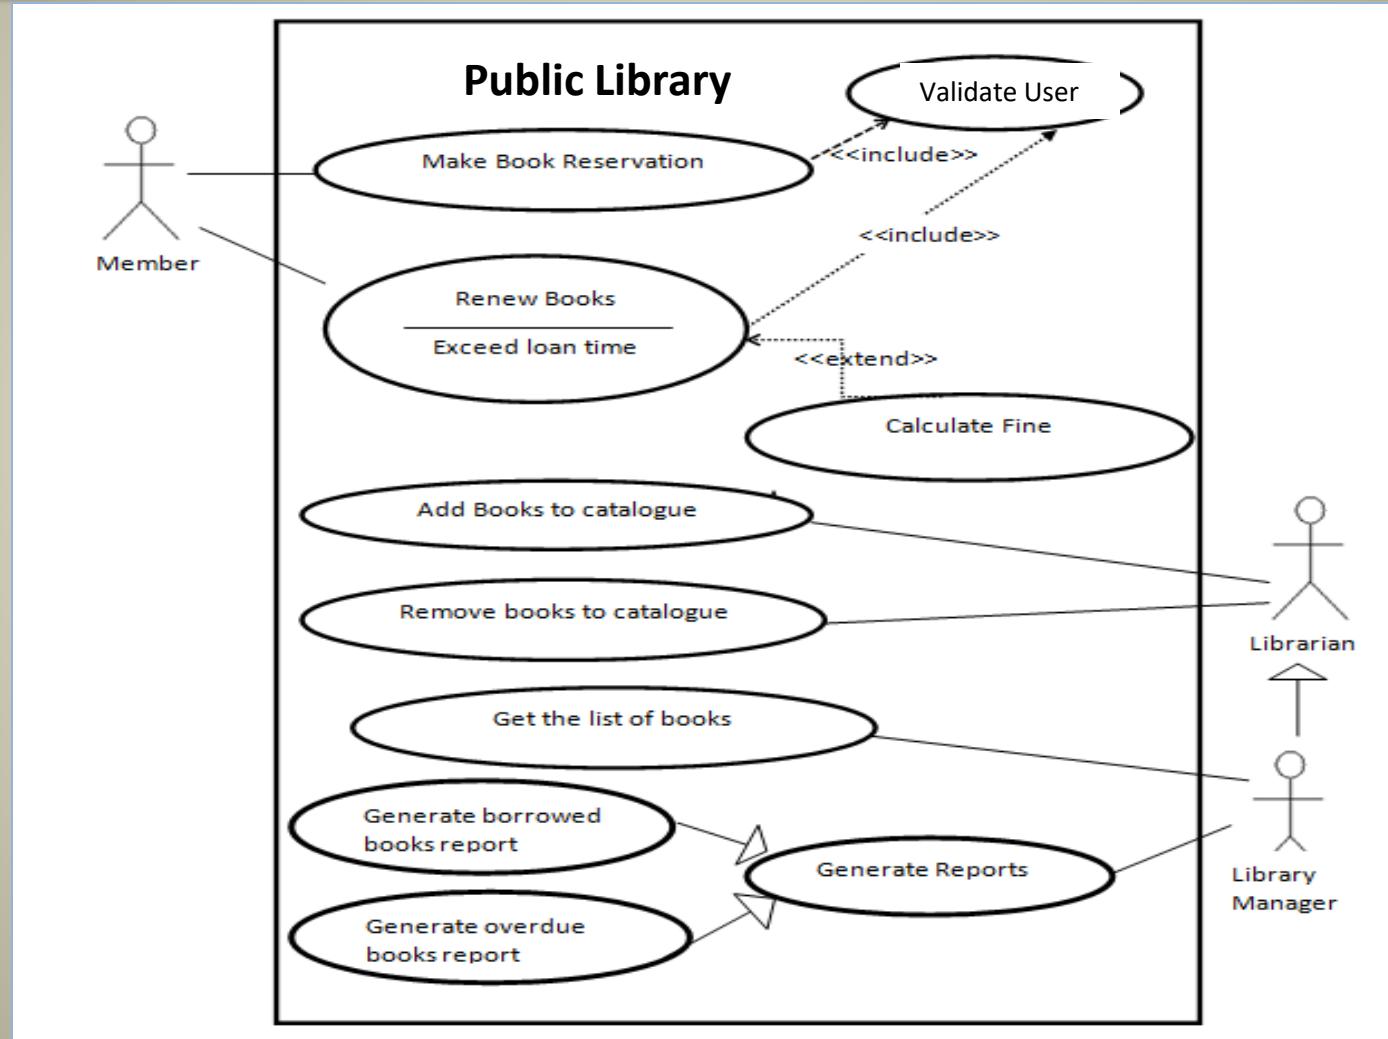 Public Library
Validate User
Make Book Reservation
<<include>>
Member
<<include>>
Renew Books
Exceed loan time
<<extend>>
Calculate Fine
Add Books to catalogue
Remove books to catalogue
Librarian
Get the list of books
Generate borrowed
books report
Generate Reports
Library
Manager
Generate overdue
books report